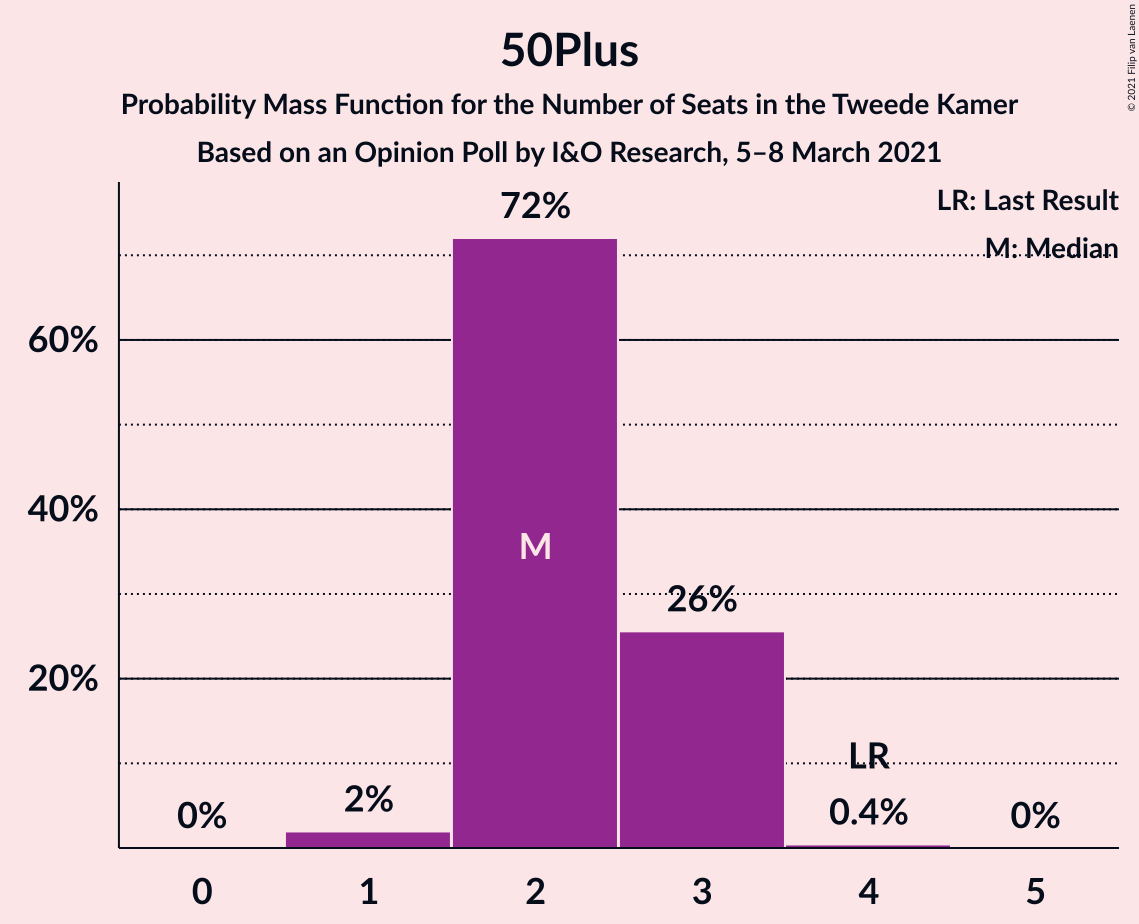 50Plus
Probability Mass Function for the Number of Seats in the Tweede Kamer
Based on an Opinion Poll by I&O Research, 5–8 March 2021
© 2021 Filip van Laenen
LR: Last Result
M: Median
72%
60%
40%
M
26%
20%
LR
0%
2%
0.4%
0%
0
1
2
3
4
5